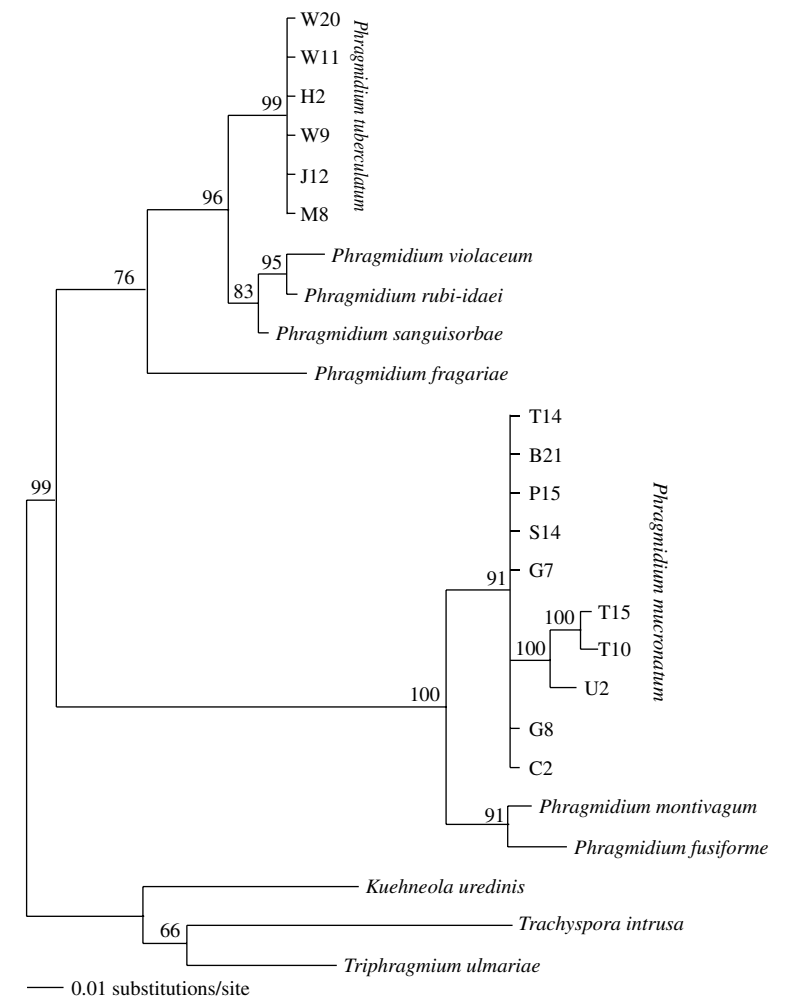 W20
W11
H2
99
W9
J12
M8
Phragmidium tuberculatum
96
Phragmidium violaceum
95
Phragmidium rubi-idaei
83
76
Phragmidium sanguisorbae
Phragmidium fragariae
T14
B21
P15
S14
99
G7
91
T15
100
T10
100
U2
100
G8
C2
Phragmidium mucronatum
Phragmidium montivagum
91
Phragmidium fusiforme
Kuehneola uredinis
Trachyspora intrusa
66
Triphragmium ulmariae
0.01 substitutions/site